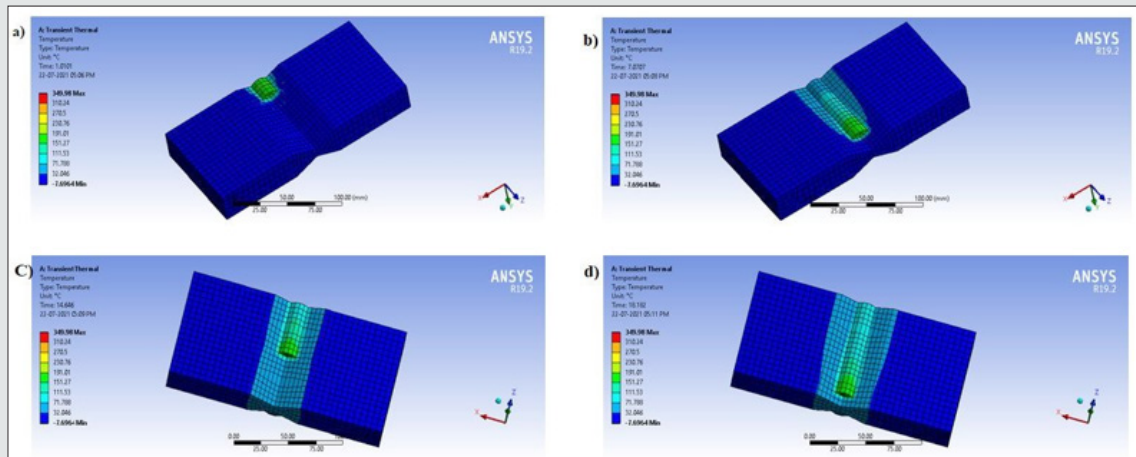 a)
A: Transient Thermal
Temperature
Type: Temperature
Unit: °C
Time: 1.0101
22-07-2021 05:06 PM
349.98 Max
310.24
270.5
230.76
191.01
151.27
111.53
71.788
32.046
-7.6964 Min
ANSYS
R19.2
50.00
100.00 (mm)
25.00
75.00
X
Y
Z
b)
A: Transient Thermal
Temperature
Type: Temperature
Unit: °C
22-07-2021 05:08 PM
349.98 Max
310.24
270.5
230.76
191.01
151.27
111.53
71.788
32.046
-7.6964 Min
ANSYS
R19.2
50.00
100.00 (mm)
25.00
75.00
X
Z
C)
A: Transient Thermal
Temperature
Type: Temperature
Unit: °C
Time: 14.646
22-07-2021 05:09 PM
349.98 Max
310.24
270.5
230.76
191.01
151.27
111.53
71.788
32.046
-7.6964 Min
ANSYS
R19.2
0.00
50.00
25.00
75.00
X
Z
d)
A: Transient Thermal
Temperature
Type: Temperature
Unit: °C
22-07-2021 05:11 PM
349.98 Max
310.24
270.5
230.76
191.01
151.27
111.53
71.788
32.046
-7.6964 Min
ANSYS
R19.2
0.00
50.00
25.00
75.00
X
Z